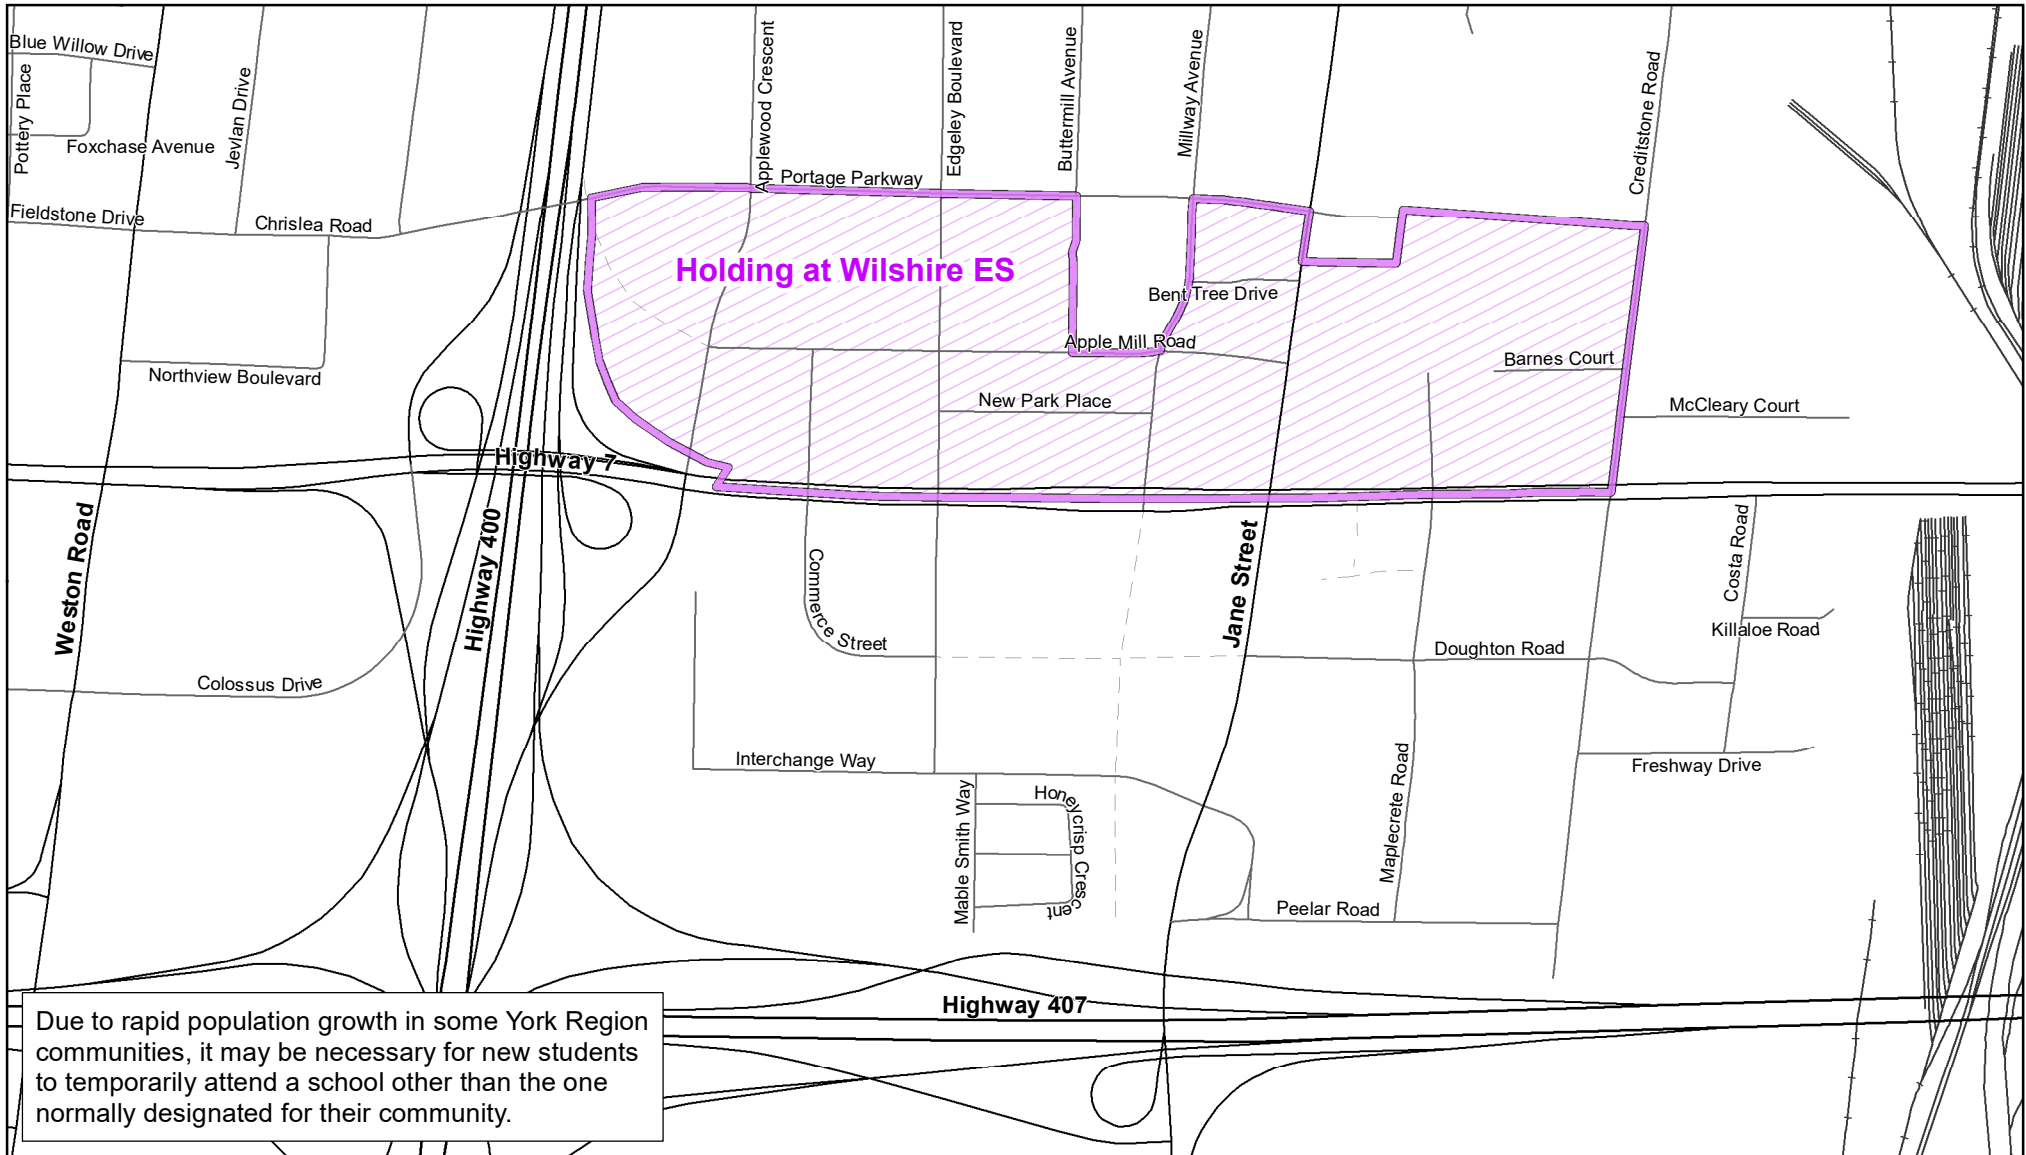 Blue Willow Drive
Pottery Place
Foxchase Avenue
Jevlan Drive
Applewood Crescent
Edgeley Boulevard
Buttermill Avenue
Millway Avenue
Creditstone Road
Portage Parkway
Fieldstone Drive
Chrislea Road
Holding at Wilshire ES
Bent Tree Drive
Apple Mill Road
Barnes Court
Northview Boulevard
New Park Place
McCleary Court
Highway 7
Weston Road
Highway 400
Commerce Street
Jane Street
Costa Road
Killaloe Road
Doughton Road
Colossus Drive
Interchange Way
Freshway Drive
Mable Smith Way
Honeycrisp Crescent
Maplecrete Road
Peelar Road
Highway 407
Due to rapid population growth in some York Region
communities, it may be necessary for new students
to temporarily attend a school other than the one
normally designated for their community.